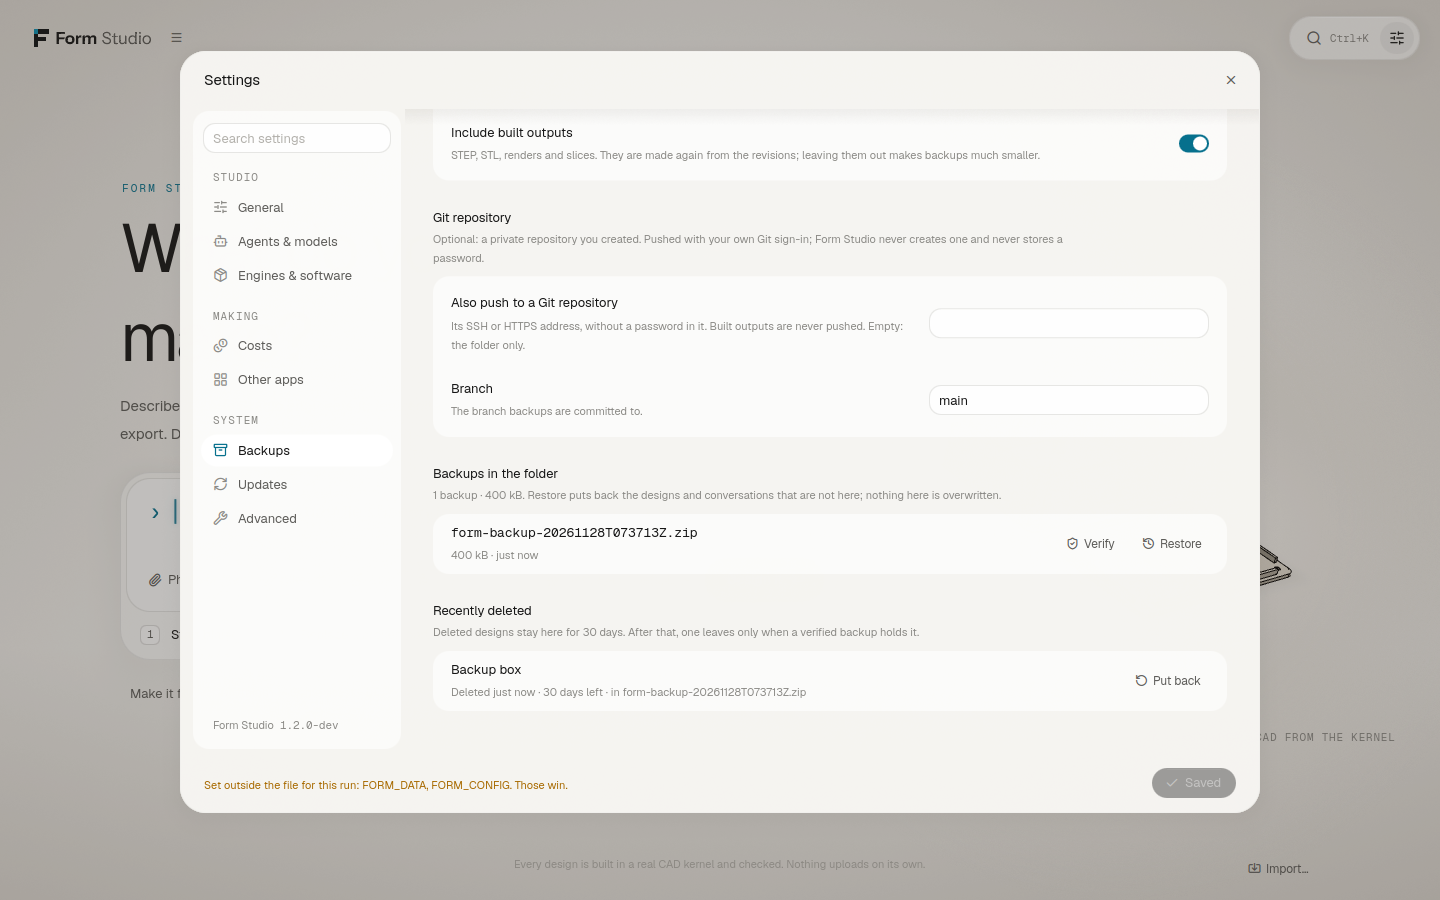 Form Studio
Ctrl+K
Settings
Search settings
STUDIO
General
Agents & models
Engines & software
MAKING
Costs
Other apps
SYSTEM
Backups
Updates
Advanced
Form Studio 1.2.0-dev
Include built outputs
STEP, STL, renders and slices. They are made again from the revisions; leaving them out makes backups much smaller.
Git repository
Optional: a private repository you created. Pushed with your own Git sign-in; Form Studio never creates one and never stores a
password.
Also push to a Git repository
Its SSH or HTTPS address, without a password in it. Built outputs are never pushed. Empty:
the folder only.
Branch
The branch backups are committed to.
main
Backups in the folder
1 backup · 400 kB. Restore puts back the designs and conversations that are not here; nothing here is overwritten.
form-backup-20261128T073713Z.zip
400 kB · just now
Verify
Restore
Recently deleted
Deleted designs stay here for 30 days. After that, one leaves only when a verified backup holds it.
Backup box
Deleted just now · 30 days left · in form-backup-20261128T073713Z.zip
Put back
Set outside the file for this run: FORM_DATA, FORM_CONFIG. Those win.
Saved
FORM ST
W
ma
Describe
export. D
Ph
1 St
Make it f
CAD FROM THE KERNEL
Every design is built in a real CAD kernel and checked. Nothing uploads on its own.
Import...